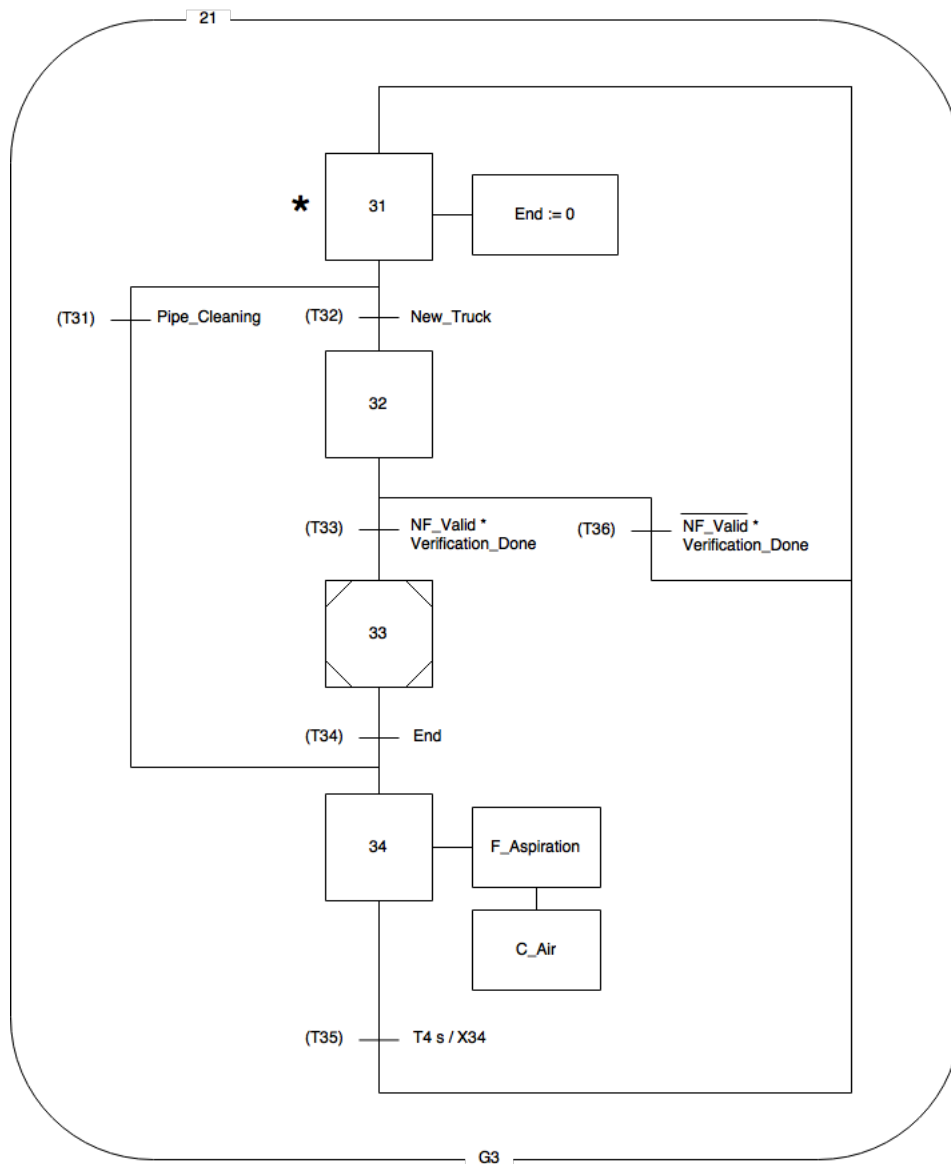 21
*
31
End := 0
(T31)
Pipe_Cleaning
(T32)
New_Truck
32
(T33)
NF_Valid *
Verification_Done
(T36)
NF_Valid *
Verification_Done
33
(T34)
End
34
F_Aspiration
C_Air
(T35)
T4 s / X34
G3